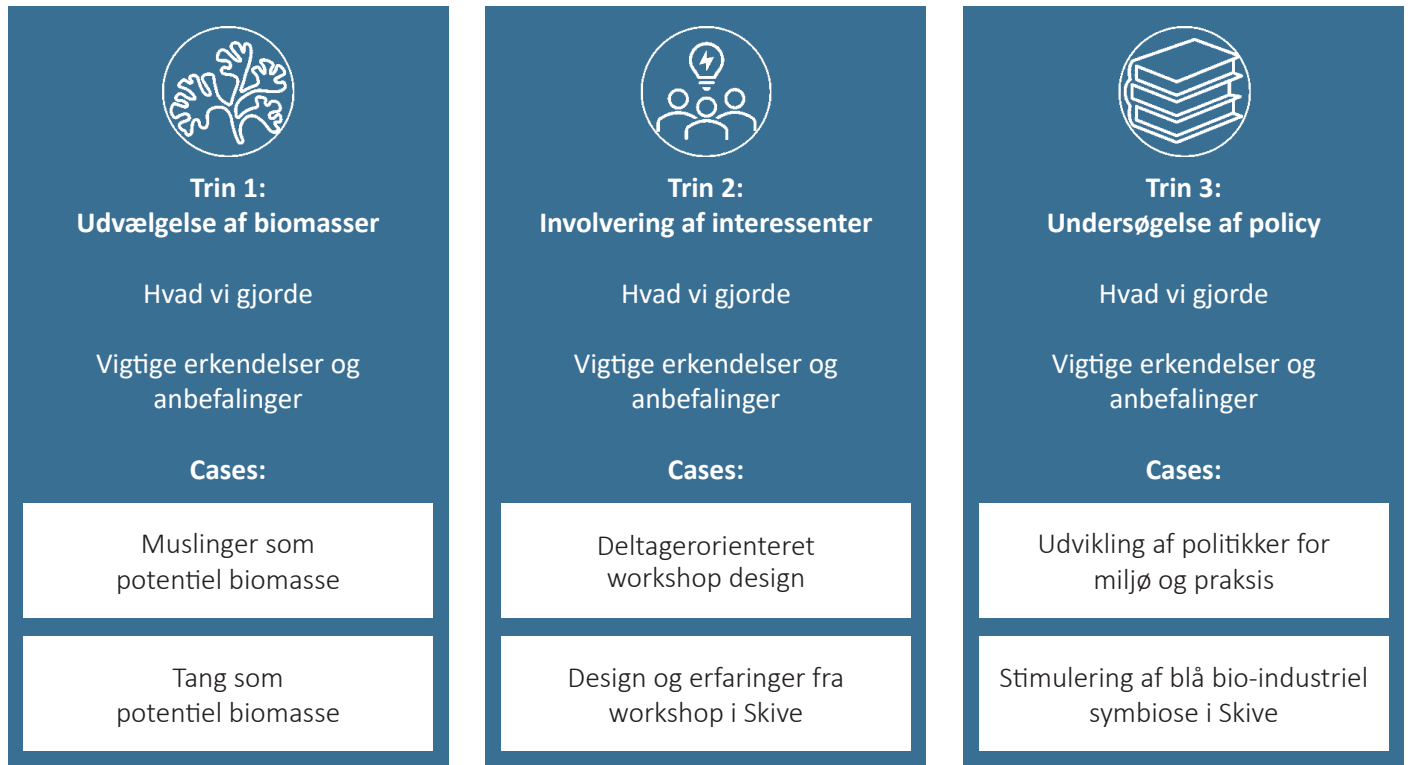 Trin 1:
Udvælgelse af biomasser
Hvad vi gjorde
Vigtige erkendelser og
anbefalinger
Cases:
Muslinger som
potentiel biomasse
Tang som
potentiel biomasse
Trin 2:
Involvering af interessenter
Hvad vi gjorde
Vigtige erkendelser og
anbefalinger
Cases:
Deltagerorienteret
workshop design
Design og erfaringer fra
workshop i Skive
Trin 3:
Undersøgelse af policy
Hvad vi gjorde
Vigtige erkendelser og
anbefalinger
Cases:
Udvikling af politikker for
miljø og praksis
Stimulering af blå bio-industriel
symbiose i Skive